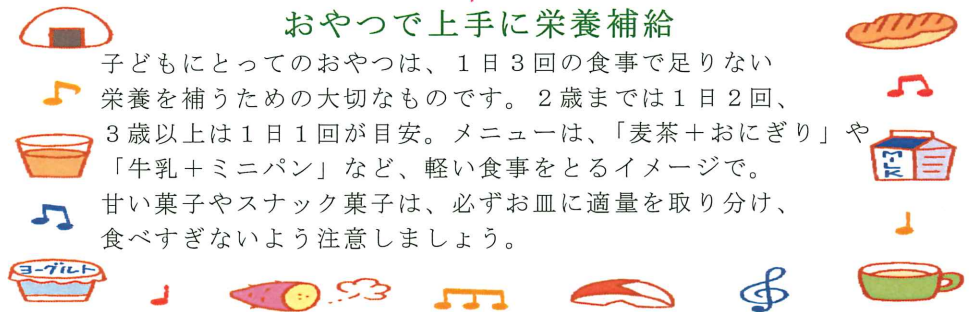 おやつで上手に栄養補給
子どもにとってのおやつは、１日３回の食事で足りない
栄養を補うための大切なものです。２歳までは１日２回、
３歳以上は１日１回が目安。メニューは、「麦茶＋おにぎり」や
「牛乳＋ミニパン」など、軽い食事をとるイメージで。
甘い菓子やスナック菓子は、必ずお皿に適量を取り分け、
食べすぎないよう注意しましょう。
MILK
ヨーグルト